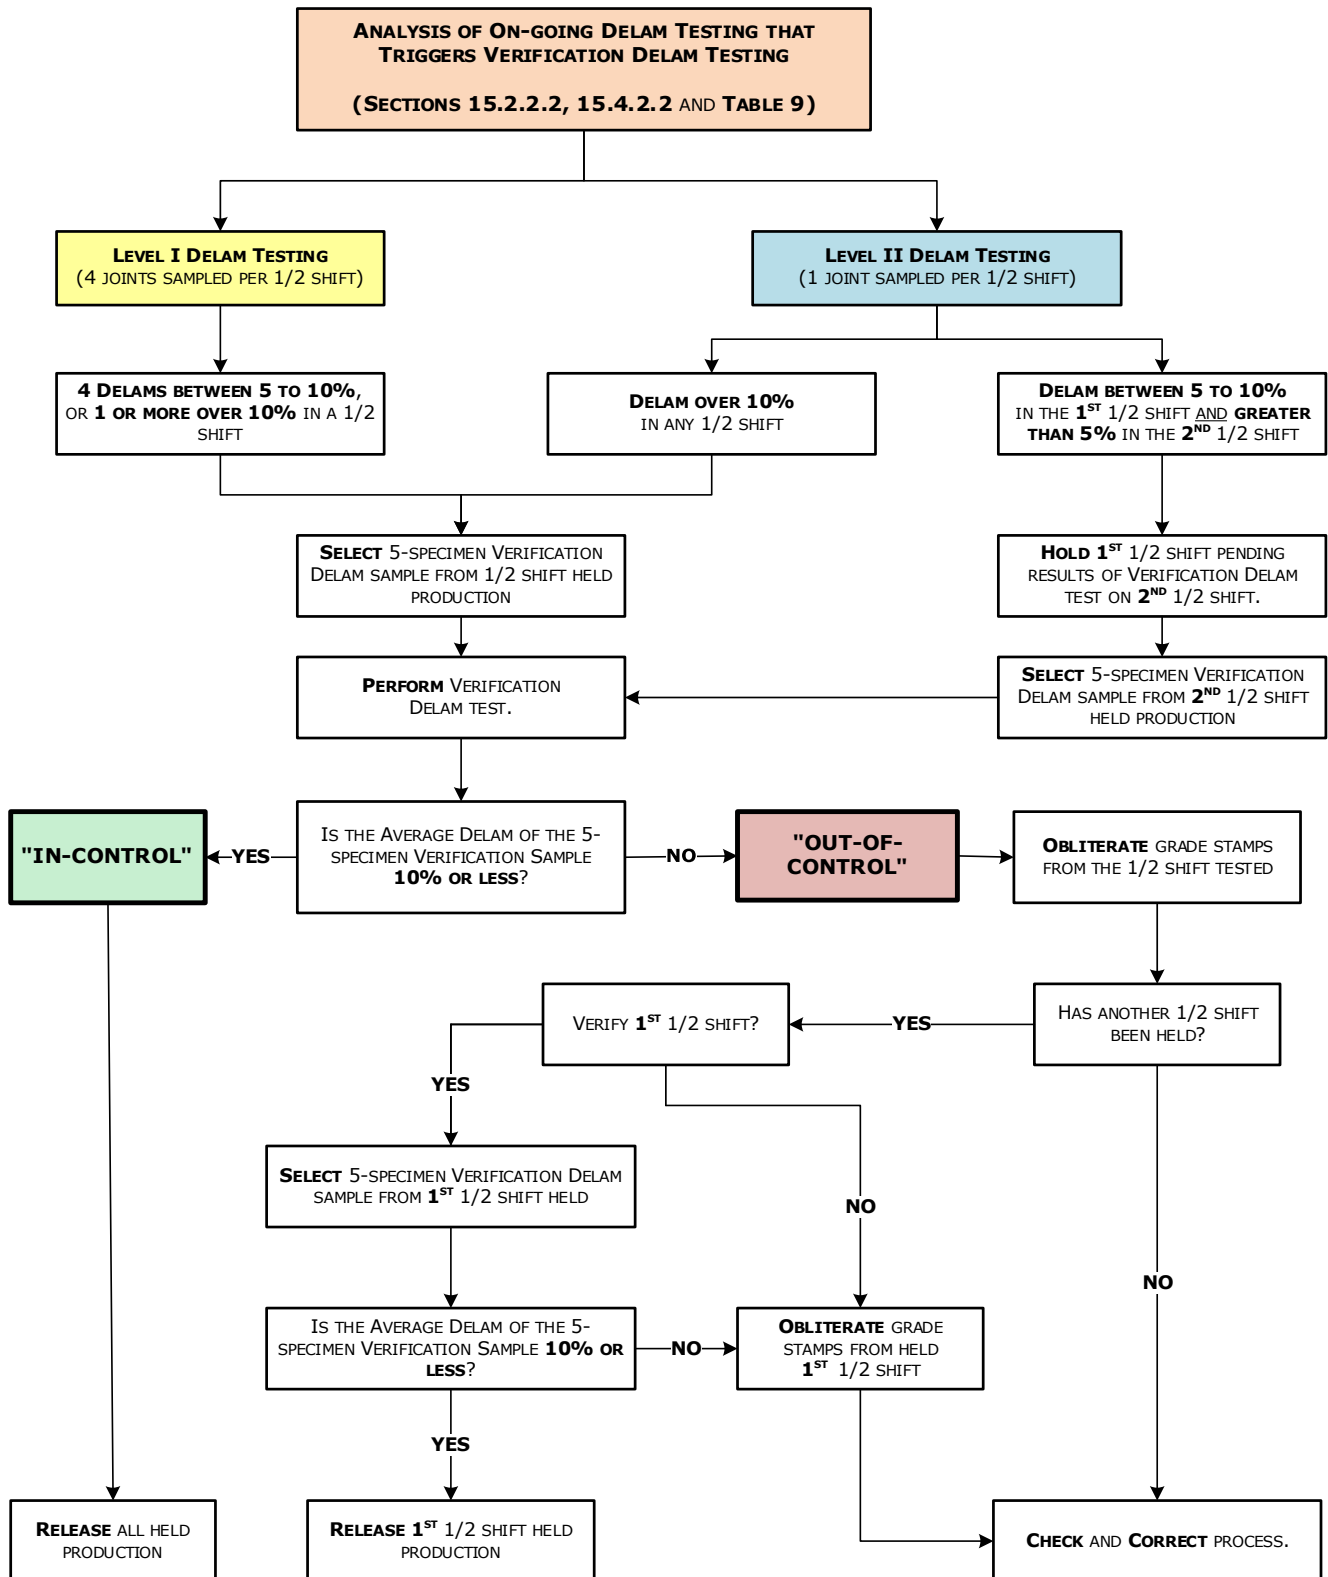 ANALYSIS OF ON-GOING DELAM TESTING THAT
TRIGGERS VERIFICATION DELAM TESTING
(SECTIONS 15.2.2.2, 15.4.2.2 AND TABLE 9)
LEVEL I DELAM TESTING
(4 JOINTS SAMPLED PER 1/2 SHIFT)
LEVEL II DELAM TESTING
(1 JOINT SAMPLED PER 1/2 SHIFT)
4 DELAMS BETWEEN 5 TO 10%,
OR 1 OR MORE OVER 10% IN A 1/2
SHIFT
DELAM OVER 10%
IN ANY 1/2 SHIFT
DELAM BETWEEN 5 TO 10%
IN THE 1ST 1/2 SHIFT AND GREATER
THAN 5% IN THE 2ND 1/2 SHIFT
SELECT 5-SPECIMEN VERIFICATION
DELAM SAMPLE FROM 1/2 SHIFT HELD
PRODUCTION
HOLD 1ST 1/2 SHIFT PENDING
RESULTS OF VERIFICATION DELAM
TEST ON 2ND 1/2 SHIFT.
PERFORM VERIFICATION
DELAM TEST.
SELECT 5-SPECIMEN VERIFICATION
DELAM SAMPLE FROM 2ND 1/2 SHIFT
HELD PRODUCTION
"IN-CONTROL"
YES
IS THE AVERAGE DELAM OF THE 5-
SPECIMEN VERIFICATION SAMPLE
10% OR LESS?
NO
"OUT-OF-
CONTROL"
OBLITERATE GRADE STAMPS
FROM THE 1/2 SHIFT TESTED
VERIFY 1ST 1/2 SHIFT?
YES
HAS ANOTHER 1/2 SHIFT
BEEN HELD?
YES
SELECT 5-SPECIMEN VERIFICATION DELAM
SAMPLE FROM 1ST 1/2 SHIFT HELD
NO
NO
IS THE AVERAGE DELAM OF THE 5-
SPECIMEN VERIFICATION SAMPLE 10% OR
LESS?
NO
OBLITERATE GRADE
STAMPS FROM HELD
1ST 1/2 SHIFT
YES
RELEASE ALL HELD
PRODUCTION
RELEASE 1ST 1/2 SHIFT HELD
PRODUCTION
CHECK AND CORRECT PROCESS.